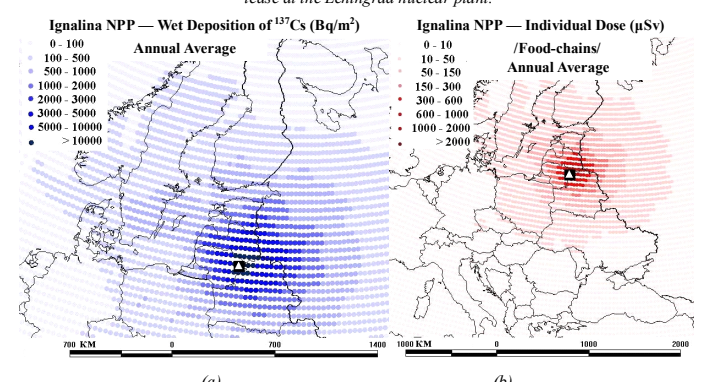 lease at the Leningrad nuclear plant.
Ignalina NPP — Wet Deposition of ¹³⁷Cs (Bq/m²)
Annual Average
0 - 100
100 - 500
500 - 1000
1000 - 2000
2000 - 3000
3000 - 5000
5000 - 10000
> 10000
700 KM 0 700 1400
(a)
Ignalina NPP — Individual Dose (µSv)
/Food-chains/
Annual Average
0 - 10
10 - 50
50 - 150
150 - 300
300 - 600
600 - 1000
1000 - 2000
> 2000
1000 KM 0 1000 2000
(b)